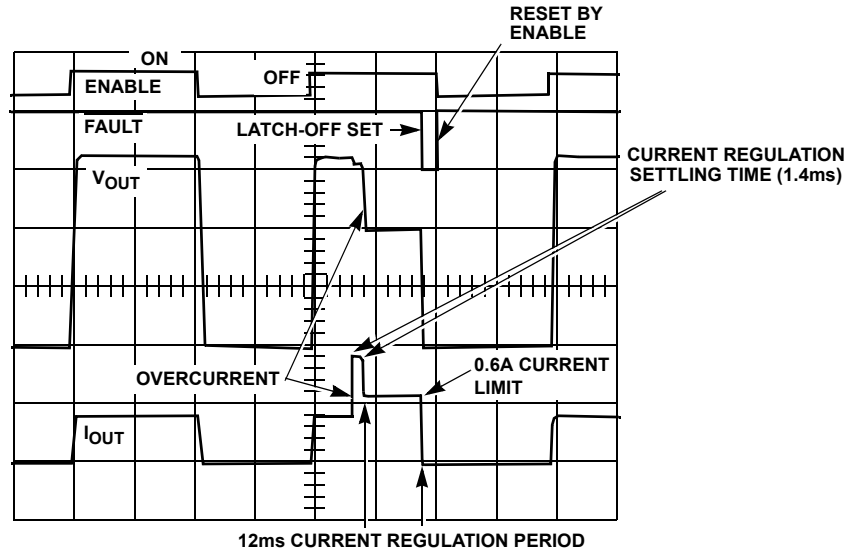 RESET BY
ENABLE
ON
OFF
ENABLE
FAULT
LATCH-OFF SET
CURRENT REGULATION
SETTLING TIME (1.4ms)
VOUT
OVERCURRENT
0.6A CURRENT
LIMIT
IOUT
12ms CURRENT REGULATION PERIOD